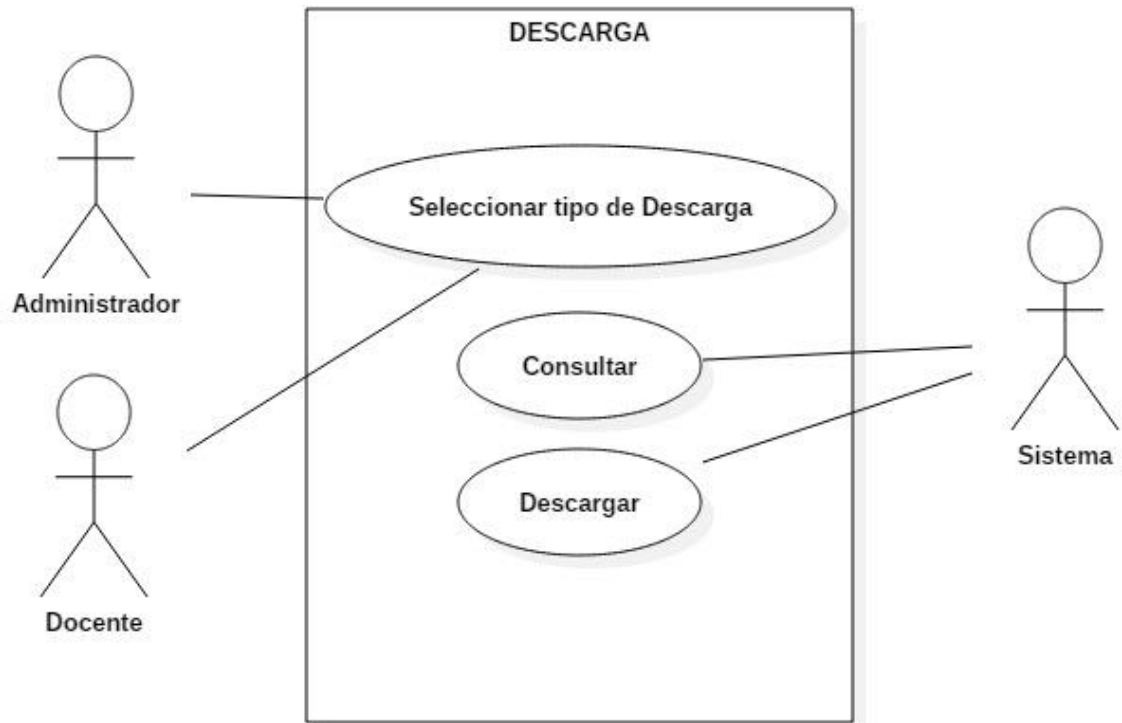 DESCARGA
Seleccionar tipo de Descarga
Administrador
Consultar
Sistema
Descargar
Docente